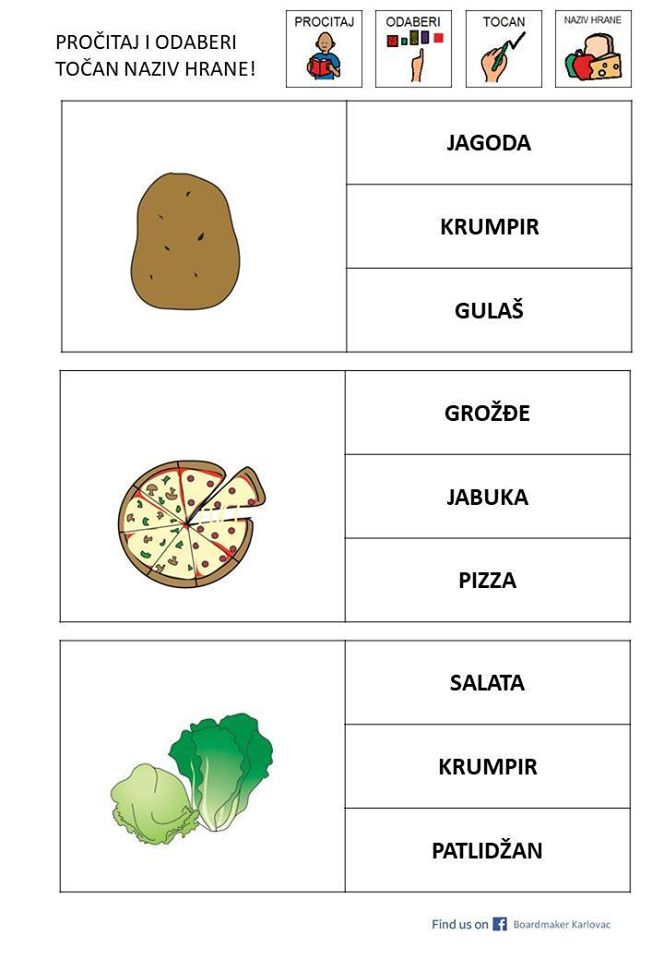 PROČITAJ I ODABERI
TOČAN NAZIV HRANE!
PROCITAJ
ODABERI
TOCAN
NAZIV HRANE
JAGODA
KRUMPIR
GULAŠ
GROŽĐE
JABUKA
PIZZA
SALATA
KRUMPIR
PATLIDŽAN
Find us on f Boardmaker Karlovac